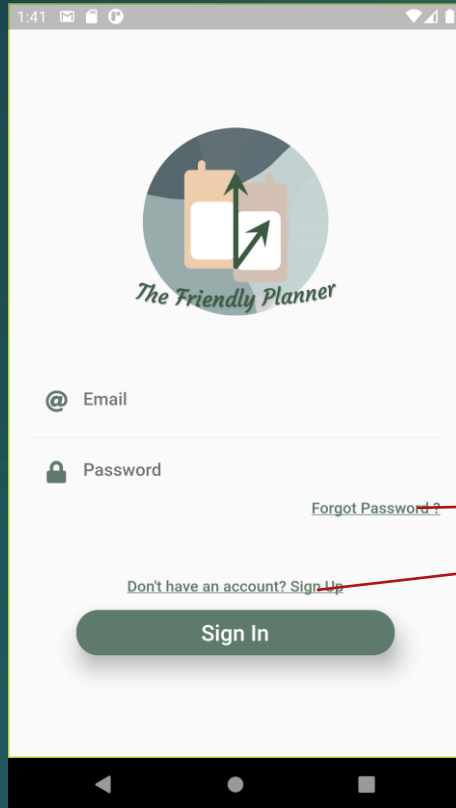 1:41
The Friendly Planner
@ Email
Password
Forgot Password ?
Don't have an account? Sign Up
Sign In